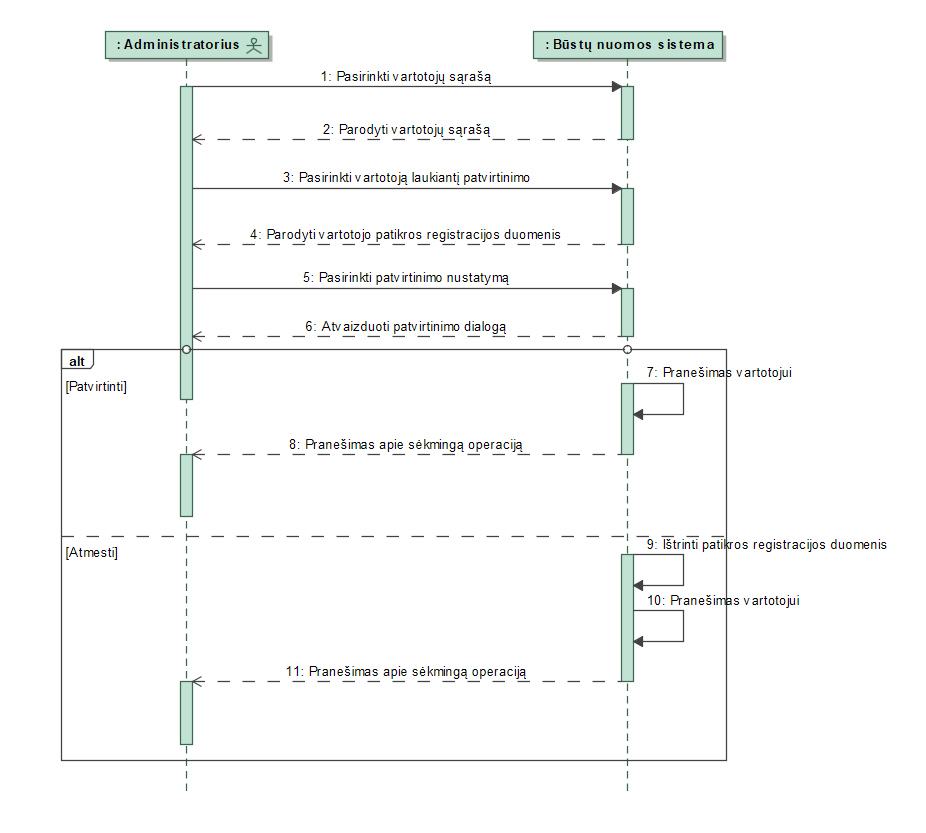 : Administratorius
: Būstų nuomos sistema
1: Pasirinkti vartotojų sąrašą
2: Parodyti vartotojų sąrašą
3: Pasirinkti vartotoją laukiantį patvirtinimo
4: Parodyti vartotojo patikros registracijos duomenis
5: Pasirinkti patvirtinimo nustatymą
6: Atvaizduoti patvirtinimo dialogą
alt
7: Pranešimas vartotojui
[Patvirtinti]
8: Pranešimas apie sėkmingą operaciją
9: Ištrinti patikros registracijos duomenis
[Atmesti]
10: Pranešimas vartotojui
11: Pranešimas apie sėkmingą operaciją